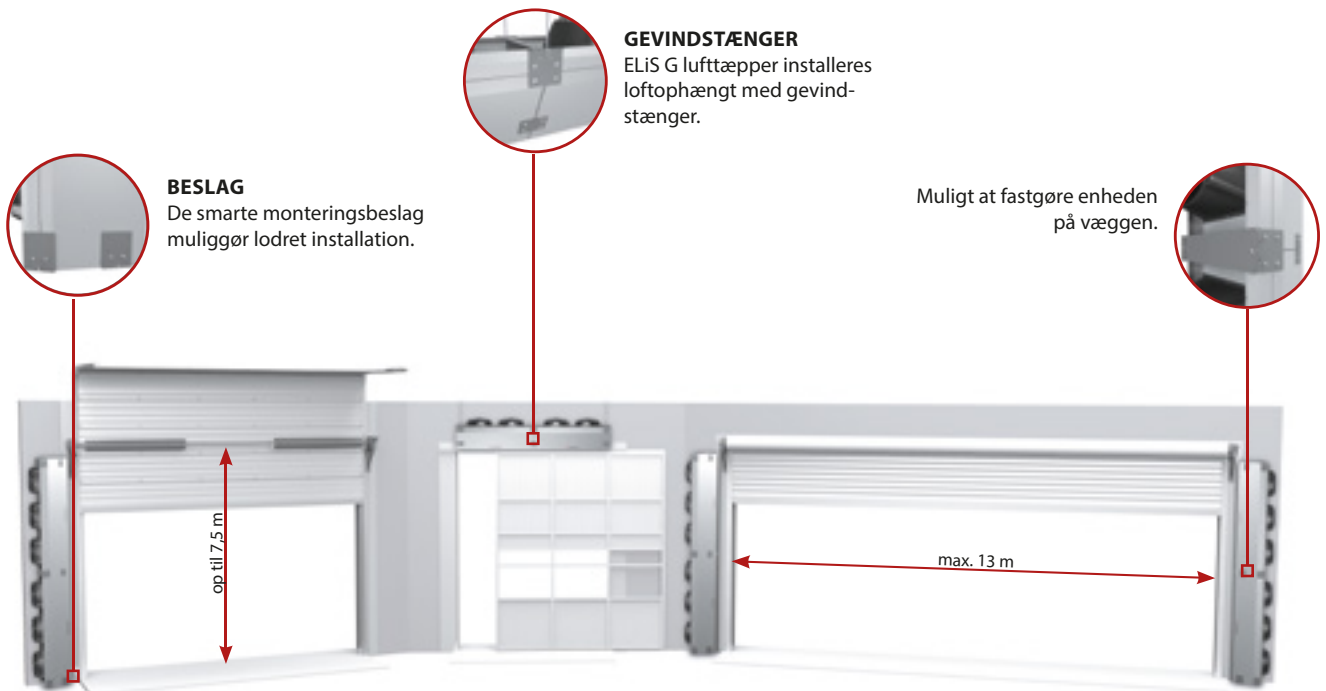 GEVINDSTÆNGER
ELiS G lufttæpper installeres
loftophængt med gevind-
stænger.
BESLAG
De smarte monteringsbeslag
muliggør lodret installation.
Muligt at fastgøre enheden
på væggen.
op til 7,5 m
max. 13 m